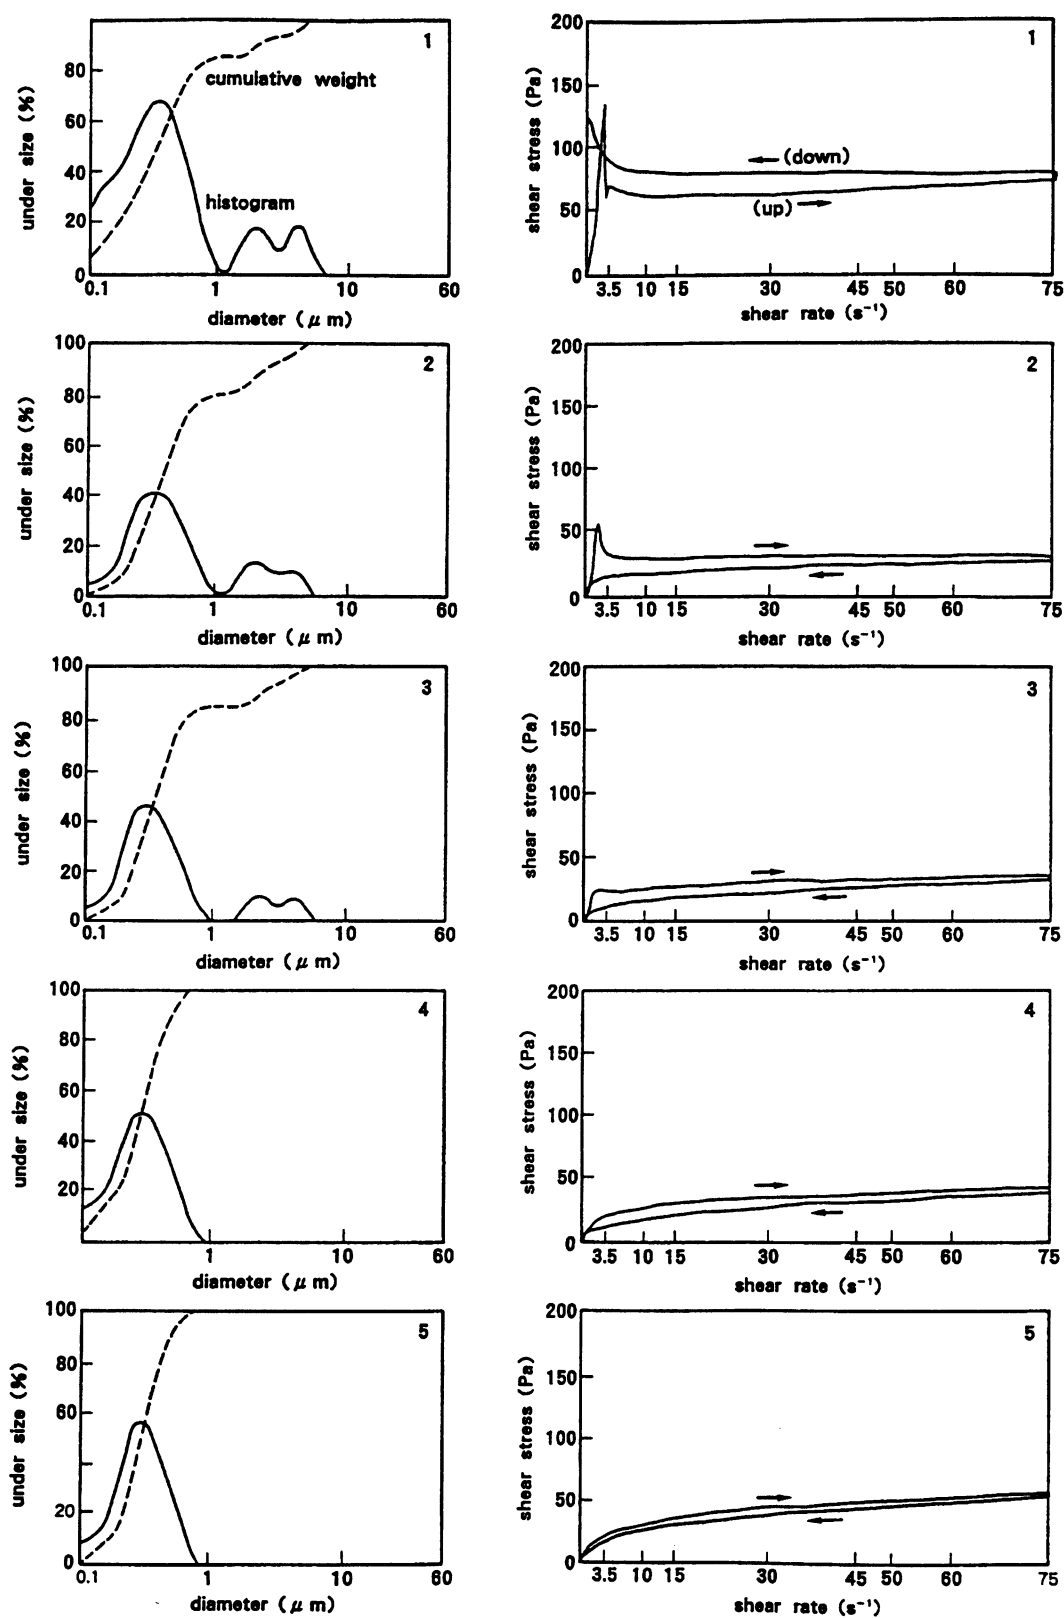 1
80
60
40
20
0
under size (%)
cumulative weight
histogram
0.1 1 10 60
diameter (μm)
200
150
100
50
0
shear stress (Pa)
1
(down)
(up)
3.5 10 15 30 45 50 60 75
shear rate (s⁻¹)
100
80
60
40
20
0
under size (%)
2
0.1 1 10 60
diameter (μm)
200
150
100
50
0
shear stress (Pa)
2
3.5 10 15 30 45 50 60 75
shear rate (s⁻¹)
100
80
60
40
20
0
under size (%)
3
0.1 1 10 60
diameter (μm)
200
150
100
50
0
shear stress (Pa)
3
3.5 10 15 30 45 50 60 75
shear rate (s⁻¹)
100
80
60
40
20
under size (%)
4
1 10 60
diameter (μm)
200
150
100
50
0
shear stress (Pa)
4
3.5 10 15 30 45 50 60 75
shear rate (s⁻¹)
100
80
60
20
0
under size (%)
5
0.1 1 10 60
diameter (μm)
200
150
100
50
0
shear stress (Pa)
5
3.5 10 15 30 45 50 60 75
shear rate (s⁻¹)